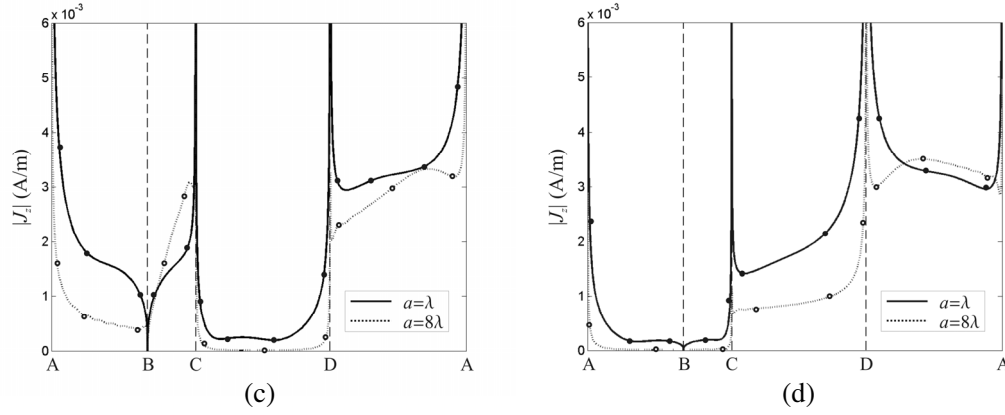 6 × 10⁻³
5
4
3
2
1
0
|J_z| (A/m)
a=λ
a=8λ
A B C D A
(c)
6 × 10⁻³
5
4
3
2
1
0
|J_z| (A/m)
a=λ
a=8λ
A B C D A
(d)